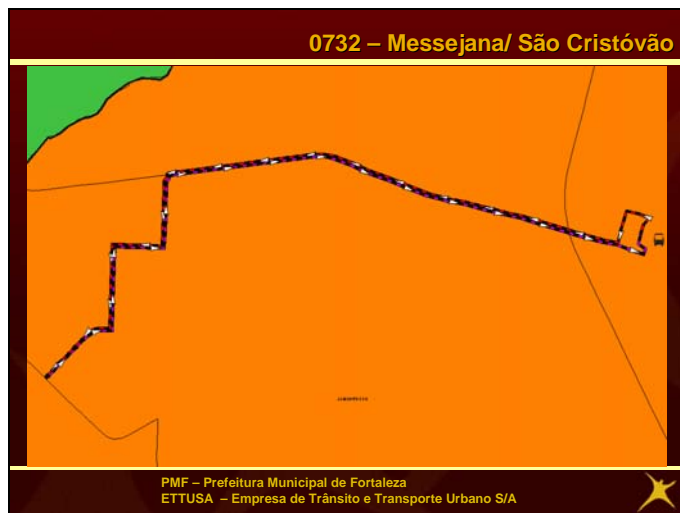 0732 – Messejana/ São Cristóvão
PMF – Prefeitura Municipal de Fortaleza
ETTUSA – Empresa de Trânsito e Transporte Urbano S/A